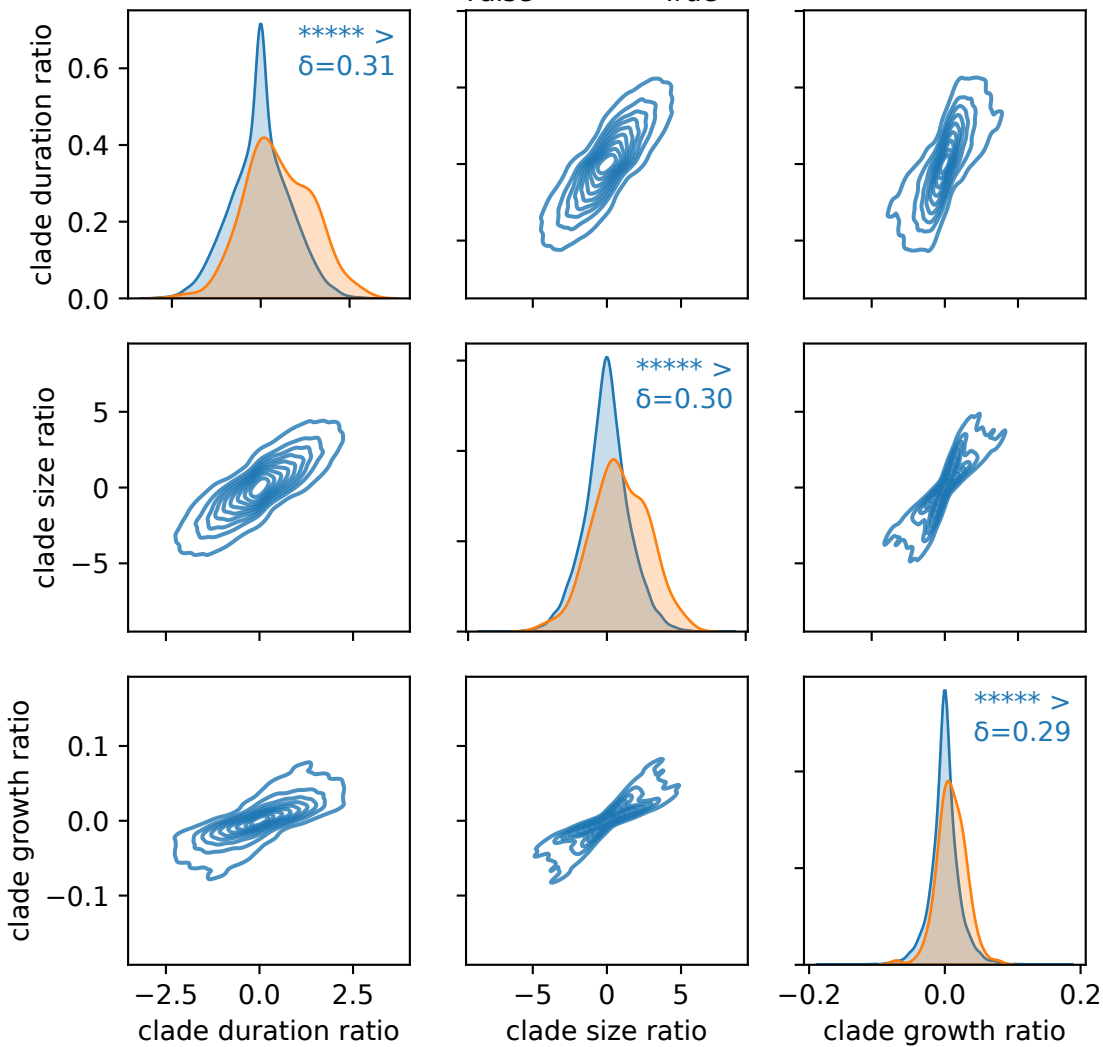 ***** >
δ=0.31
clade duration ratio
0.6
0.4
0.2
0.0
***** >
δ=0.30
clade size ratio
5
0
−5
***** >
δ=0.29
clade growth ratio
0.1
0.0
−0.1
−2.5 0.0 2.5
−5 0 5
−0.2 0.0 0.2
clade duration ratio
clade size ratio
clade growth ratio